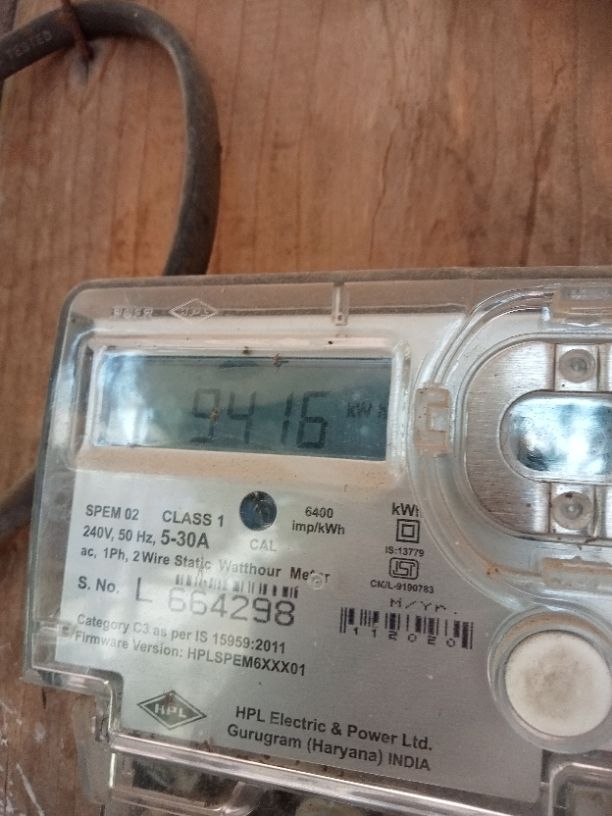 TESTED
HPL
9416 kWh
SPEM 02 CLASS 1 6400 imp/kWh
240V, 50 Hz, 5-30A CAL
ac, 1Ph, 2 Wire Static Watthour Meter
IS:13779
CM/L-9190783
S. No. L 664298
M/Yr.
112020
Category C3 as per IS 15959:2011
Firmware Version: HPLSPEM6XXX01
HPL
HPL Electric & Power Ltd.
Gurugram (Haryana) INDIA